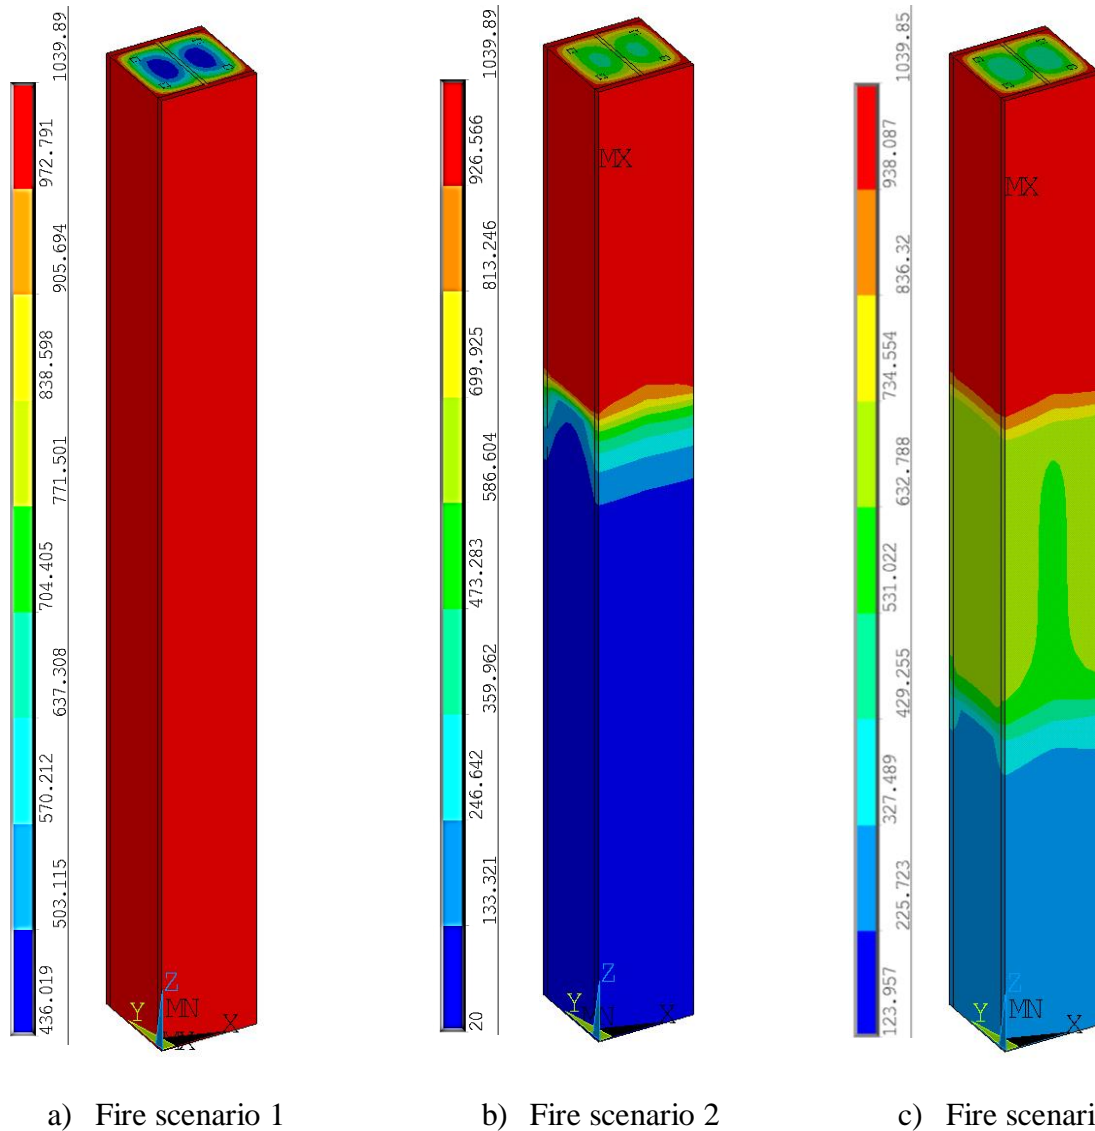 1039.89
972.791
905.694
838.598
771.501
704.405
637.308
570.212
503.115
436.019
Z
MN
Y
X
MX
1039.89
926.566
813.246
699.925
586.604
473.283
359.962
246.642
133.321
20
MX
Z
Y
N
X
1039.85
938.087
836.32
734.554
632.788
531.022
429.255
327.489
225.723
123.957
MX
Z
MN
Y
X
a) Fire scenario 1
b) Fire scenario 2
c) Fire scenari